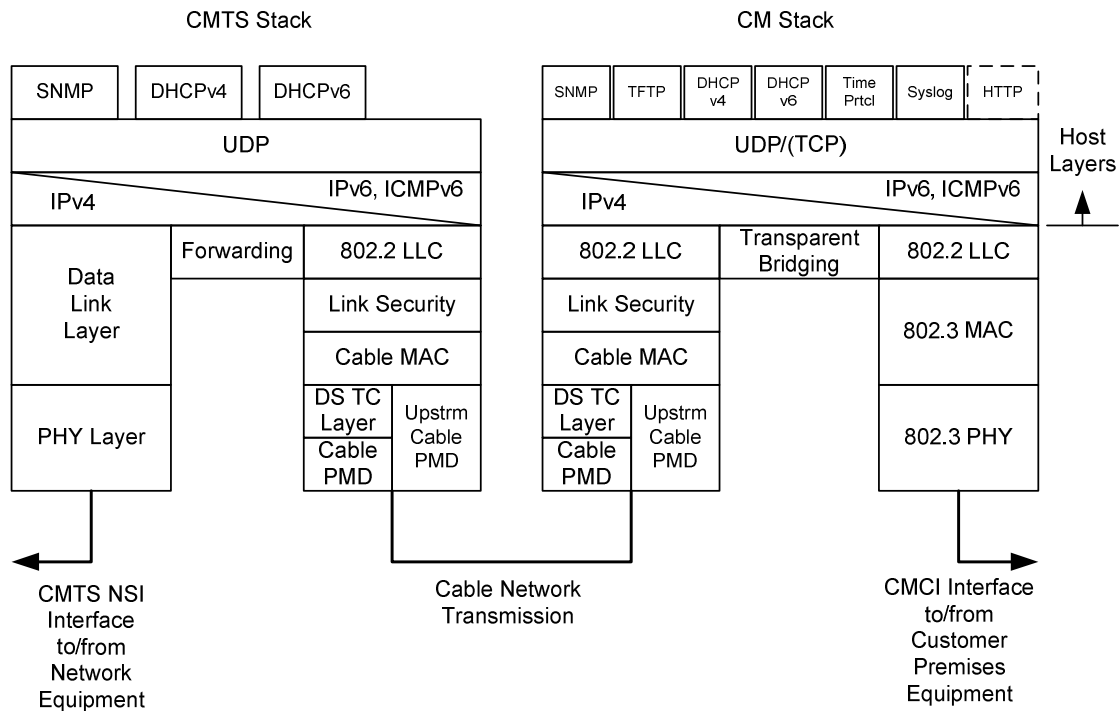 CMTS Stack
CM Stack
SNMP
DHCPv4
DHCPv6
SNMP
TFTP
DHCP
v4
DHCP
v6
Time
Prtcl
Syslog
HTTP
UDP
UDP/(TCP)
Host
Layers
IPv4
IPv6, ICMPv6
IPv4
IPv6, ICMPv6
Data
Link
Layer
Forwarding
802.2 LLC
Link Security
Cable MAC
802.2 LLC
Transparent
Bridging
802.2 LLC
Link Security
Cable MAC
802.3 MAC
PHY Layer
DS TC
Layer
Cable
PMD
Upstrm
Cable
PMD
DS TC
Layer
Cable
PMD
Upstrm
Cable
PMD
802.3 PHY
CMTS NSI
Interface
to/from
Network
Equipment
Cable Network
Transmission
CMCI Interface
to/from
Customer
Premises
Equipment